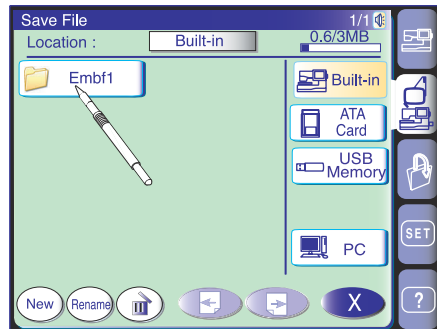 Save File 1/1
Location : Built-in 0.6/3MB
Embf1
Built-in
ATA
Card
USB
Memory
PC
SET
New Rename X ?